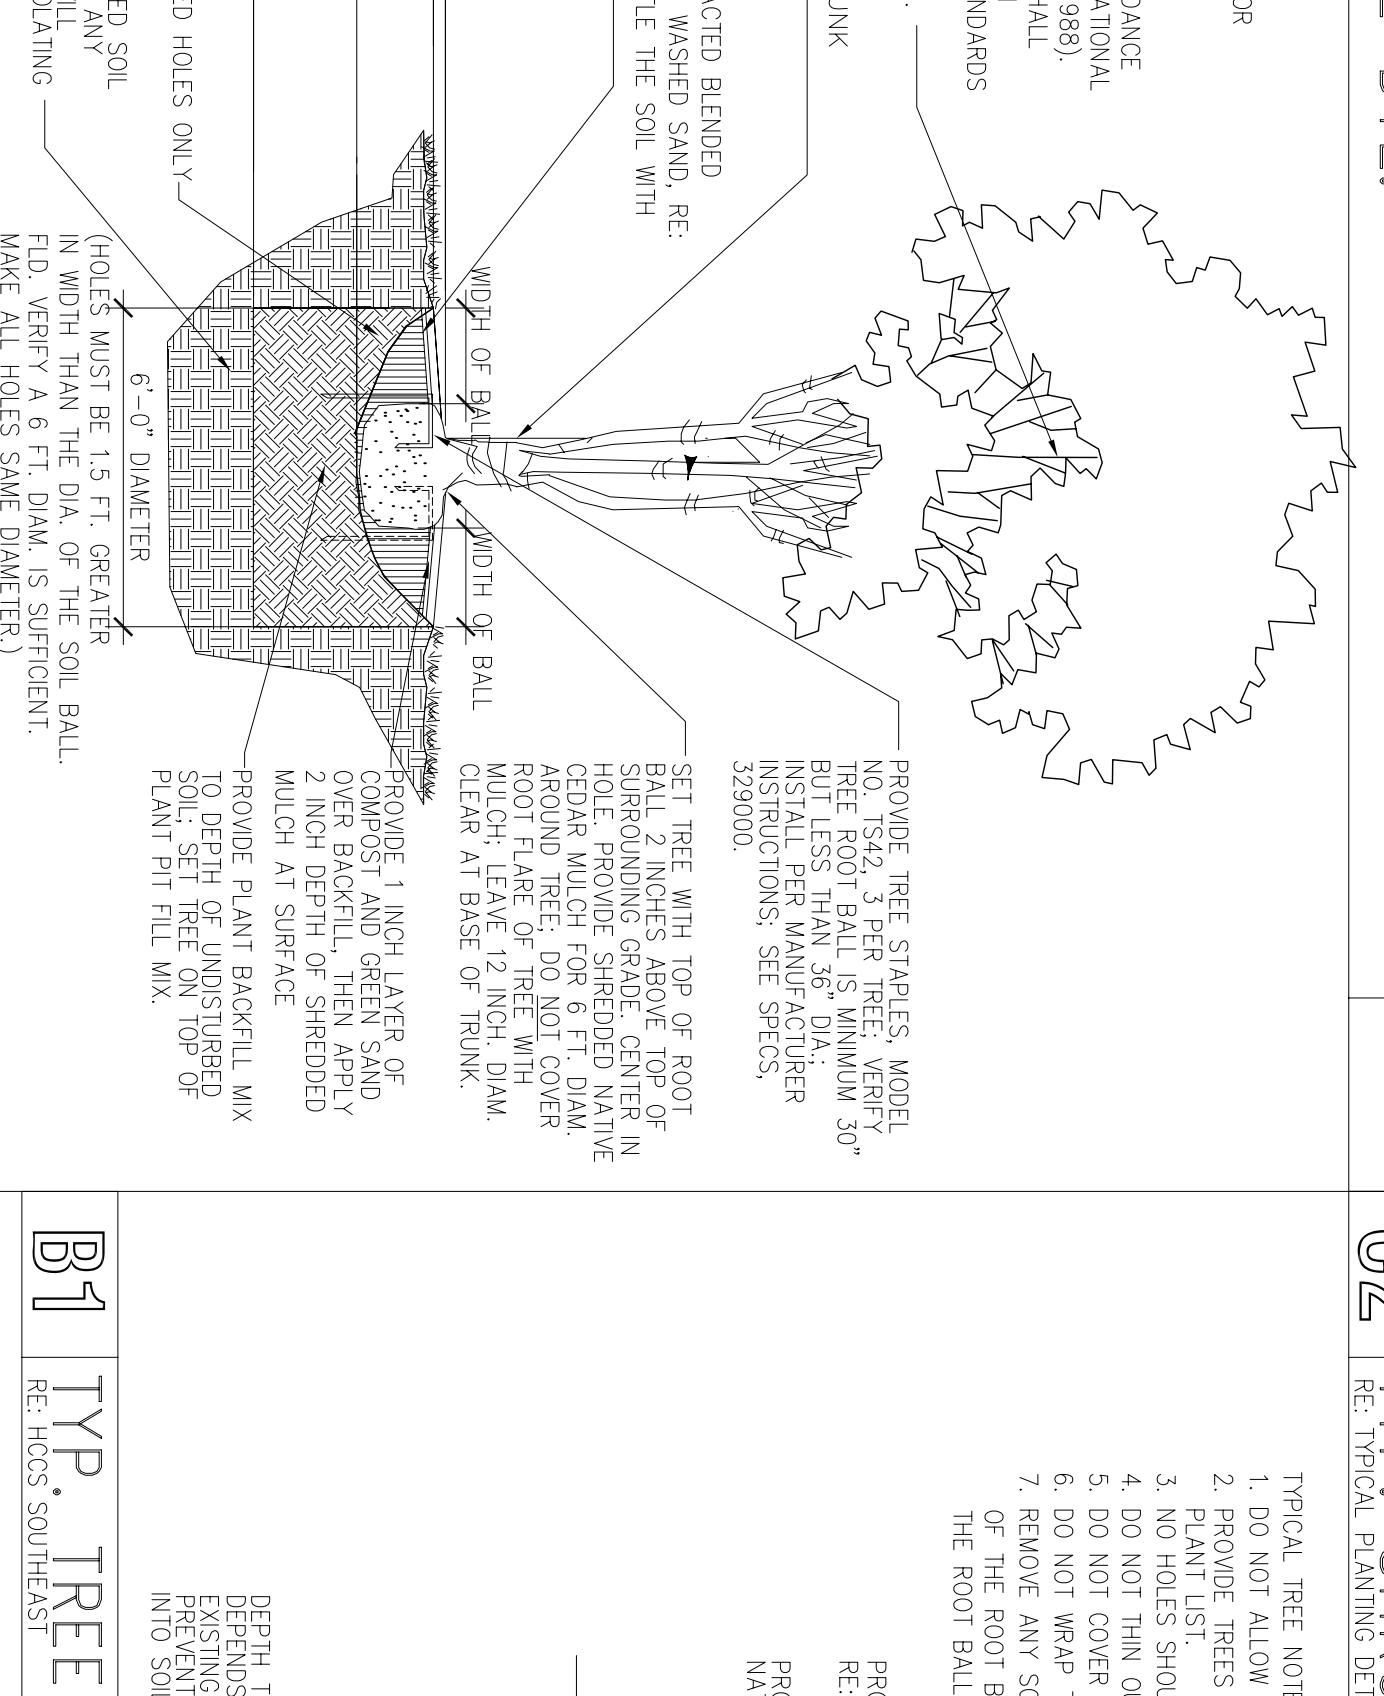 OR
DANCE
ATIONAL
988).
HALL
NDARDS
UNK
ACTED BLENDED
WASHED SAND, RE:
TLE THE SOIL WITH
ED HOLES ONLY
ED SOIL
ANY
ILL
OLATING
WIDTH OF BALL
WIDTH OF BALL
6'-0" DIAMETER
(HOLES MUST BE 1.5 FT. GREATER
IN WIDTH THAN THE DIA. OF THE SOIL BALL.
FLD. VERIFY A 6 FT. DIAM. IS SUFFICIENT.
MAKE ALL HOLES SAME DIAMETER.)
PROVIDE TREE STAPLES, MODEL
NO. TS42, 3 PER TREE; VERIFY
TREE ROOT BALL IS MINIMUM 30"
BUT LESS THAN 36" DIA.;
INSTALL PER MANUFACTURER
INSTRUCTIONS; SEE SPECS,
329000.
SET TREE WITH TOP OF ROOT
BALL 2 INCHES ABOVE TOP OF
SURROUNDING GRADE. CENTER IN
HOLE. PROVIDE SHREDDED NATIVE
CEDAR MULCH FOR 6 FT. DIAM.
AROUND TREE; DO NOT COVER
ROOT FLARE OF TREE WITH
MULCH; LEAVE 12 INCH. DIAM.
CLEAR AT BASE OF TRUNK.
PROVIDE 1 INCH LAYER OF
COMPOST AND GREEN SAND
OVER BACKFILL, THEN APPLY
2 INCH DEPTH OF SHREDDED
MULCH AT SURFACE
PROVIDE PLANT BACKFILL MIX
TO DEPTH OF UNDISTURBED
SOIL; SET TREE ON TOP OF
PLANT PIT FILL MIX.
RE: TYPICAL PLANTING DET
TYPICAL TREE NOTE
1. DO NOT ALLOW
2. PROVIDE TREES
PLANT LIST.
3. NO HOLES SHOU
4. DO NOT THIN OU
5. DO NOT COVER
6. DO NOT WRAP T
7. REMOVE ANY SO
OF THE ROOT B
THE ROOT BALL
PRO
RE:
PRO
NAT
DEPTH T
DEPENDS
EXISTING
PREVENT
INTO SOIL
B1
TYP. TREE
RE: HCCS SOUTHEAST